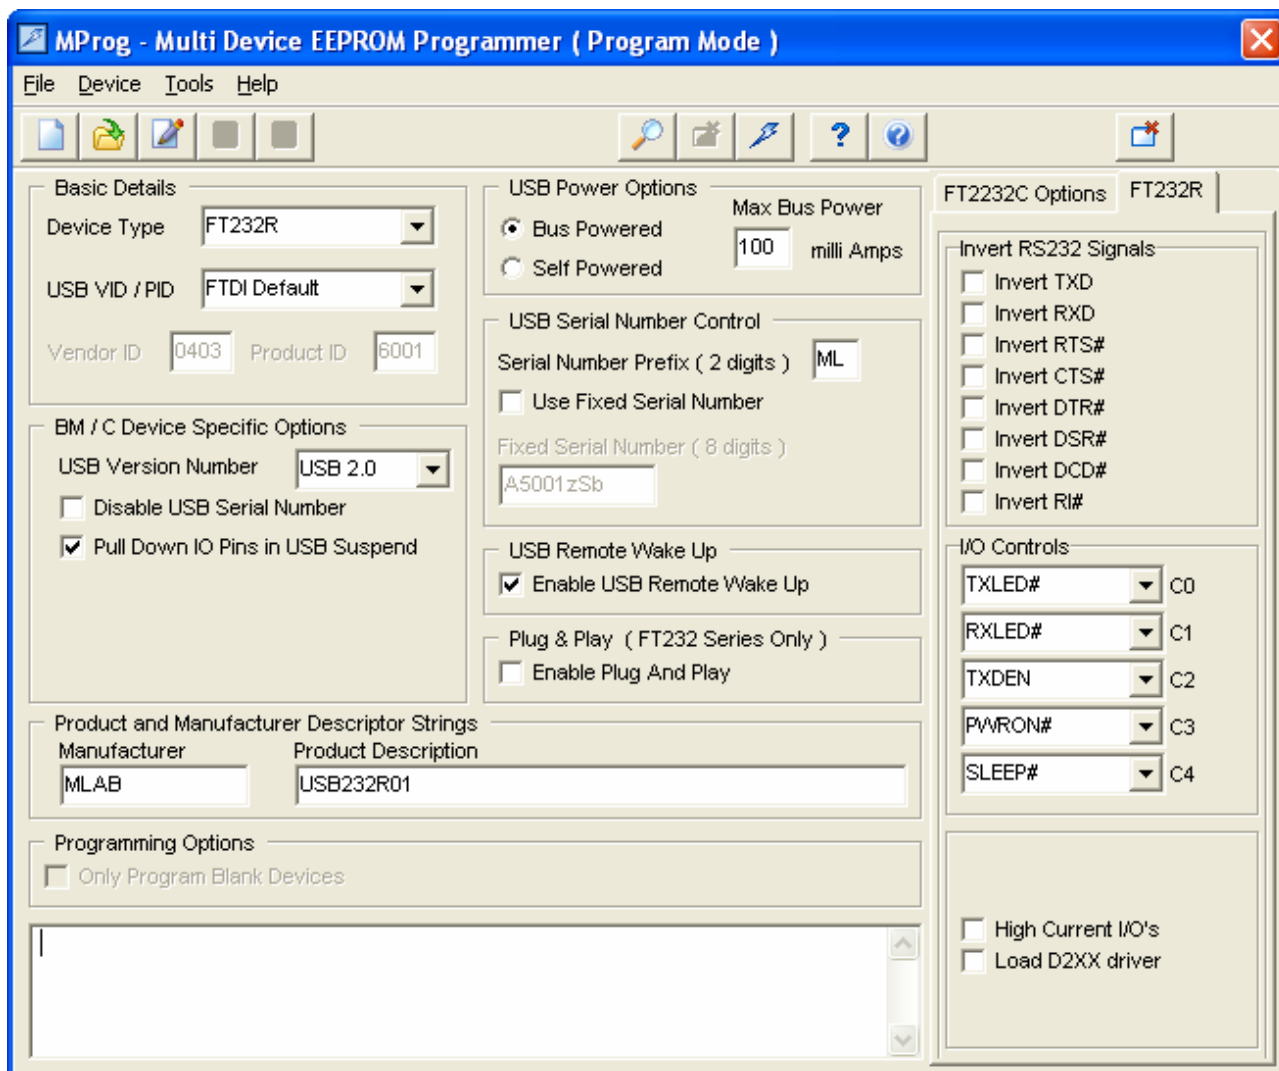 MProg - Multi Device EEPROM Programmer ( Program Mode )
File Device Tools Help
Basic Details
Device Type FT232R
USB VID / PID FTDI Default
Vendor ID 0403 Product ID 6001
BM / C Device Specific Options
USB Version Number USB 2.0
Disable USB Serial Number
Pull Down IO Pins in USB Suspend
USB Power Options
Bus Powered
Self Powered
Max Bus Power
100 milli Amps
USB Serial Number Control
Serial Number Prefix ( 2 digits ) ML
Use Fixed Serial Number
Fixed Serial Number ( 8 digits )
A5001zSb
USB Remote Wake Up
Enable USB Remote Wake Up
Plug & Play ( FT232 Series Only )
Enable Plug And Play
Product and Manufacturer Descriptor Strings
Manufacturer Product Description
MLAB USB232R01
Programming Options
Only Program Blank Devices
FT2232C Options FT232R
Invert RS232 Signals
Invert TXD
Invert RXD
Invert RTS#
Invert CTS#
Invert DTR#
Invert DSR#
Invert DCD#
Invert RI#
I/O Controls
TXLED# C0
RXLED# C1
TXDEN C2
PWRON# C3
SLEEP# C4
High Current I/O's
Load D2XX driver